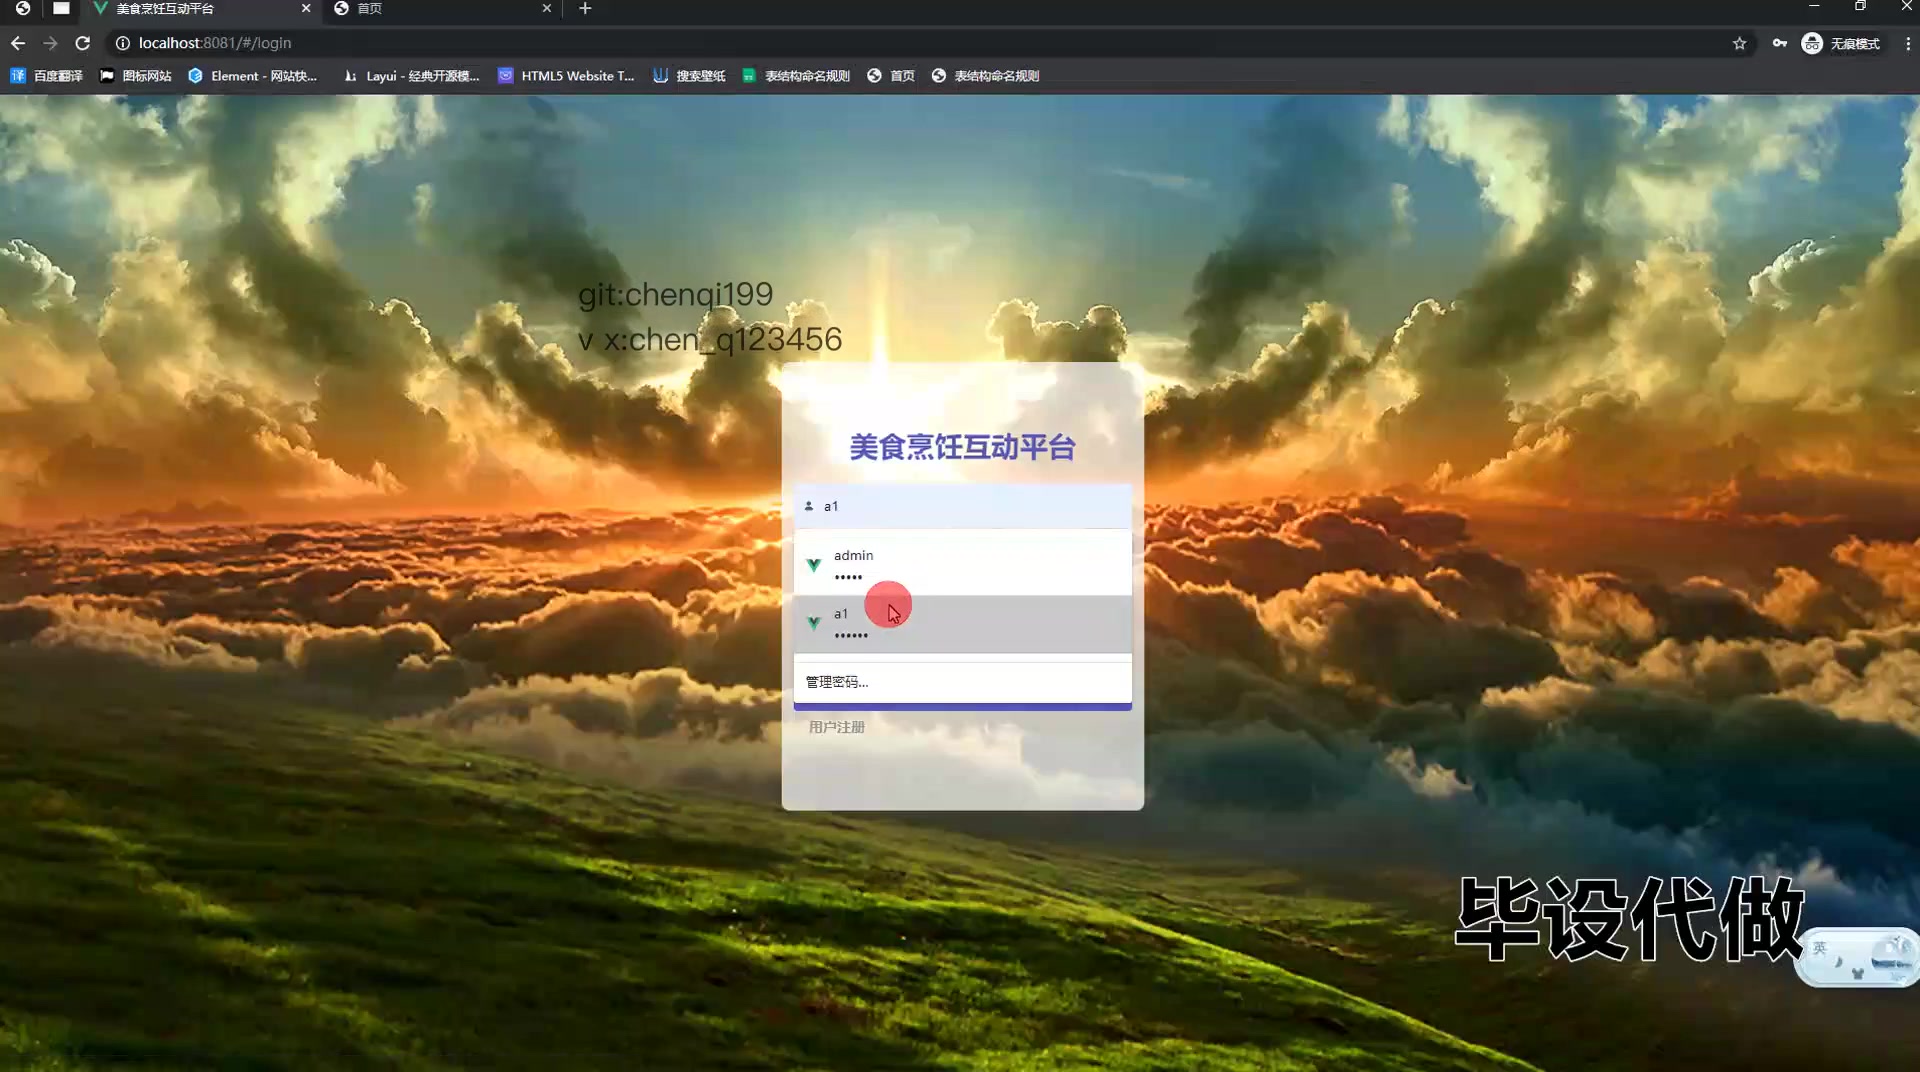 美食烹饪互动平台
首页
localhost:8081/#/login
无痕模式
百度翻译
图标网站
Element - 网站快...
Layui - 经典开源模...
HTML5 Website T...
搜索壁纸
表结构命名规则
首页
表结构命名规则
git:chenqi199
v x:chen_q123456
美食烹饪互动平台
a1
admin
•••••
a1
••••••
管理密码...
用户注册
毕设代做
英